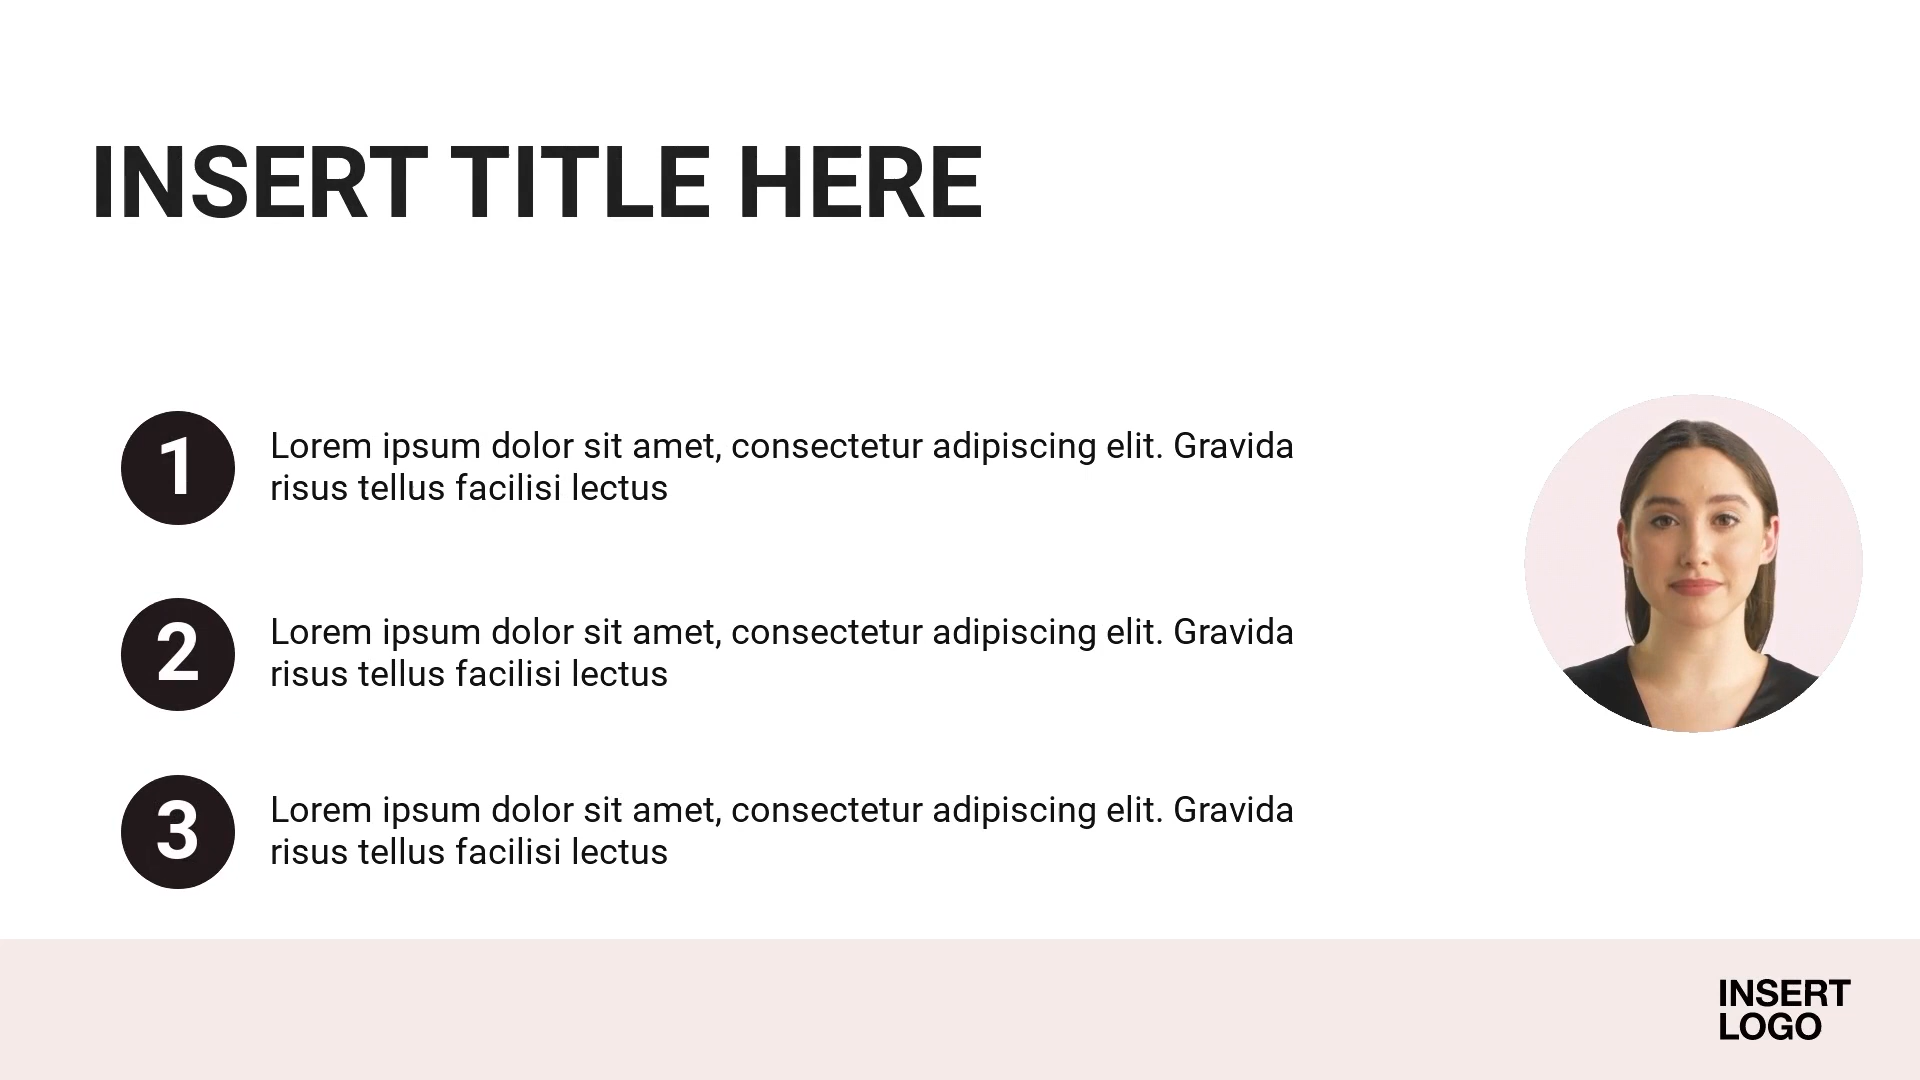 INSERT TITLE HERE
1
Lorem ipsum dolor sit amet, consectetur adipiscing elit. Gravida
risus tellus facilisi lectus
2
Lorem ipsum dolor sit amet, consectetur adipiscing elit. Gravida
risus tellus facilisi lectus
3
Lorem ipsum dolor sit amet, consectetur adipiscing elit. Gravida
risus tellus facilisi lectus
INSERT
LOGO